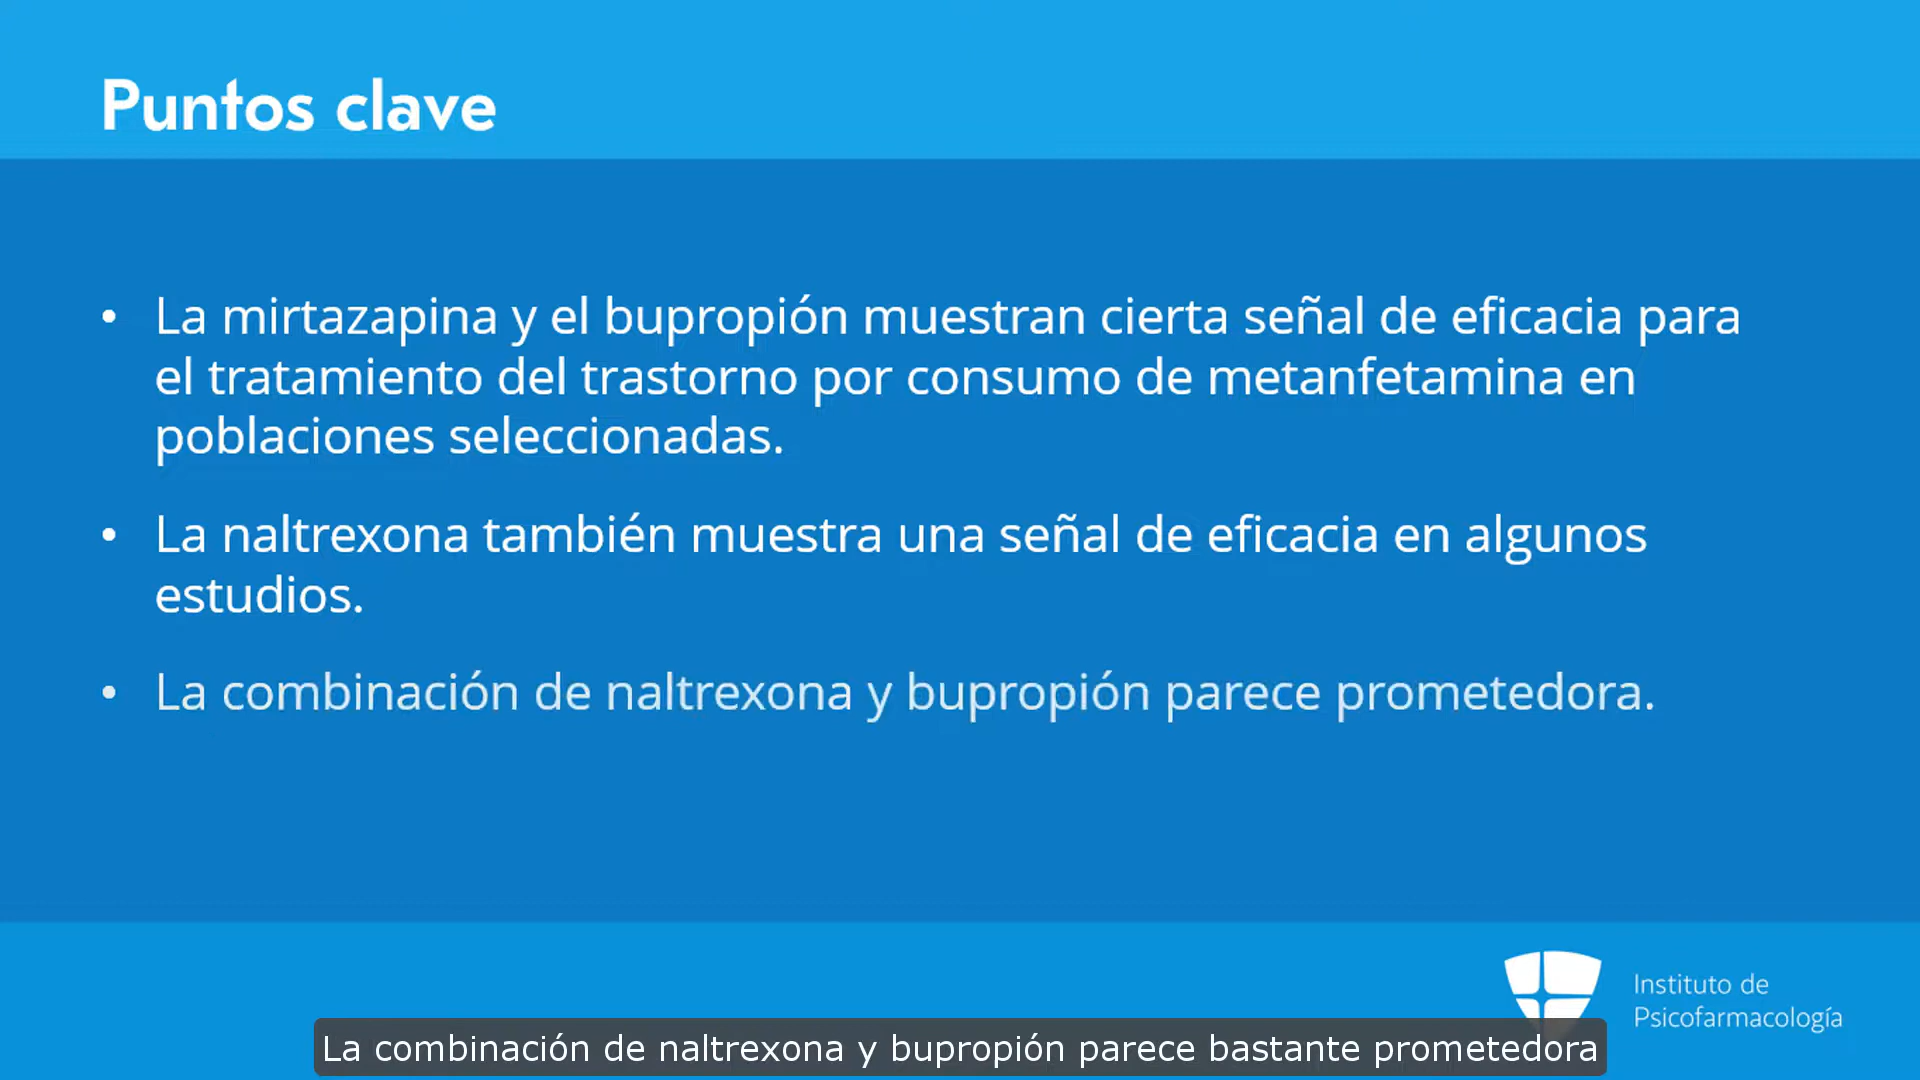 Puntos clave
• La mirtazapina y el bupropión muestran cierta señal de eficacia para
el tratamiento del trastorno por consumo de metanfetamina en
poblaciones seleccionadas.
• La naltrexona también muestra una señal de eficacia en algunos
estudios.
• La combinación de naltrexona y bupropión parece prometedora.
Instituto de
Psicofarmacología
La combinación de naltrexona y bupropión parece bastante prometedora